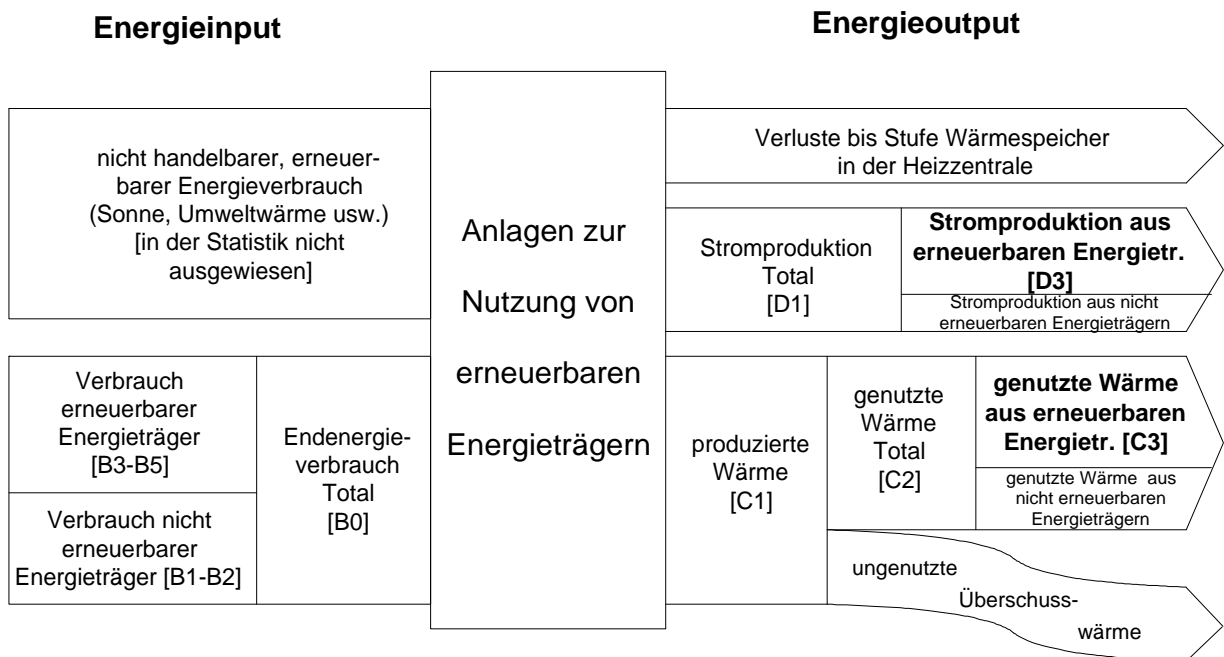 Energieinput
Energieoutput
nicht handelbarer, erneuer-
barer Energieverbrauch
(Sonne, Umweltwärme usw.)
[in der Statistik nicht
ausgewiesen]
Verbrauch
erneuerbarer
Energieträger
[B3-B5]
Verbrauch nicht
erneuerbarer
Energieträger [B1-B2]
Endenergie-
verbrauch
Total
[B0]
Anlagen zur
Nutzung von
erneuerbaren
Energieträgern
Verluste bis Stufe Wärmespeicher
in der Heizzentrale
Stromproduktion
Total
[D1]
Stromproduktion aus
erneuerbaren Energietr.
[D3]
Stromproduktion aus nicht
erneuerbaren Energieträgern
produzierte
Wärme
[C1]
genutzte
Wärme
Total
[C2]
genutzte Wärme
aus erneuerbaren
Energietr. [C3]
genutzte Wärme aus
nicht erneuerbaren
Energieträgern
ungenutzte
Überschuss-
wärme